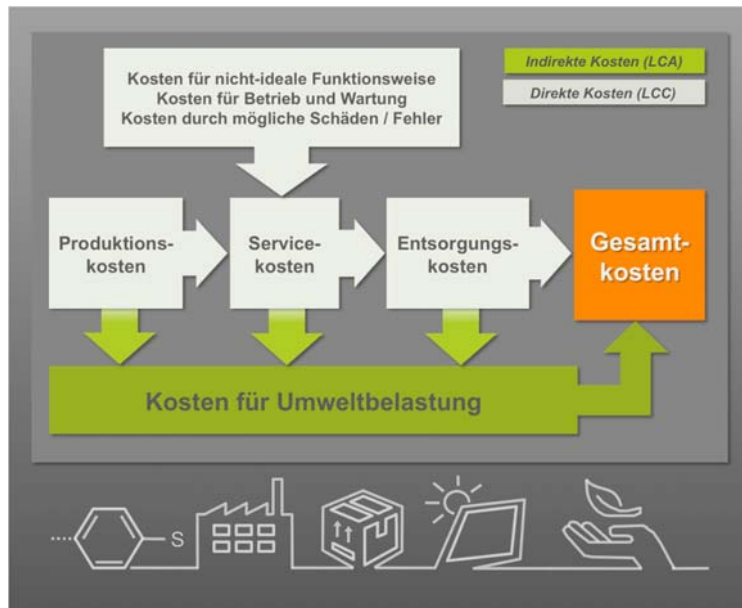 Kosten für nicht-ideale Funktionsweise
Kosten für Betrieb und Wartung
Kosten durch mögliche Schäden / Fehler
Indirekte Kosten (LCA)
Direkte Kosten (LCC)
Produktions-
kosten
Service-
kosten
Entsorgungs-
kosten
Gesamt-
kosten
Kosten für Umweltbelastung
S